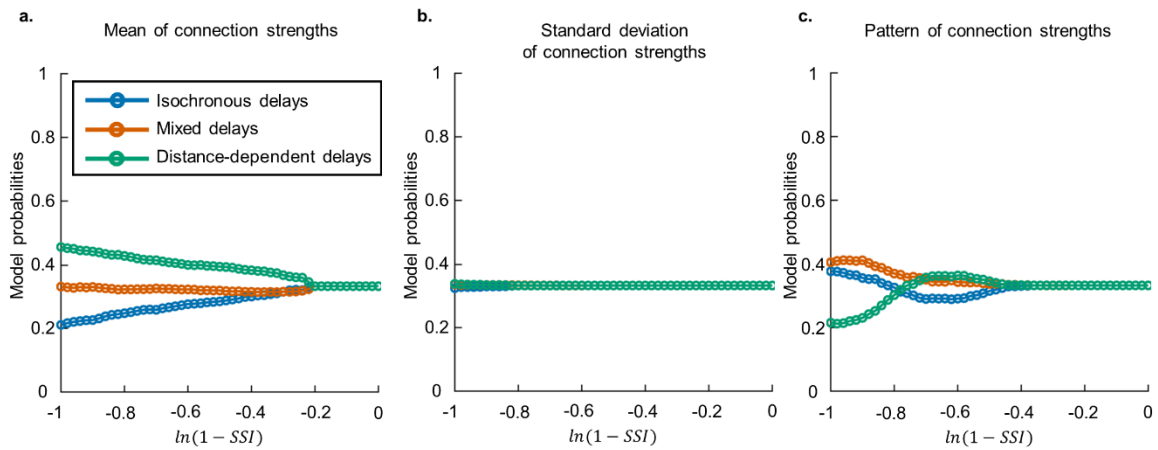 a.
Mean of connection strengths
1
0.8
0.6
0.4
0.2
0
Model probabilities
Isochronous delays
Mixed delays
Distance-dependent delays
-1
-0.8
-0.6
-0.4
-0.2
0
ln(1 − SSI)
b.
Standard deviation
of connection strengths
1
0.8
0.6
0.4
0.2
0
Model probabilities
-1
-0.8
-0.6
-0.4
-0.2
0
ln(1 − SSI)
c.
Pattern of connection strengths
1
0.8
0.6
0.4
0.2
0
Model probabilities
-1
-0.8
-0.6
-0.4
-0.2
0
ln(1 − SSI)